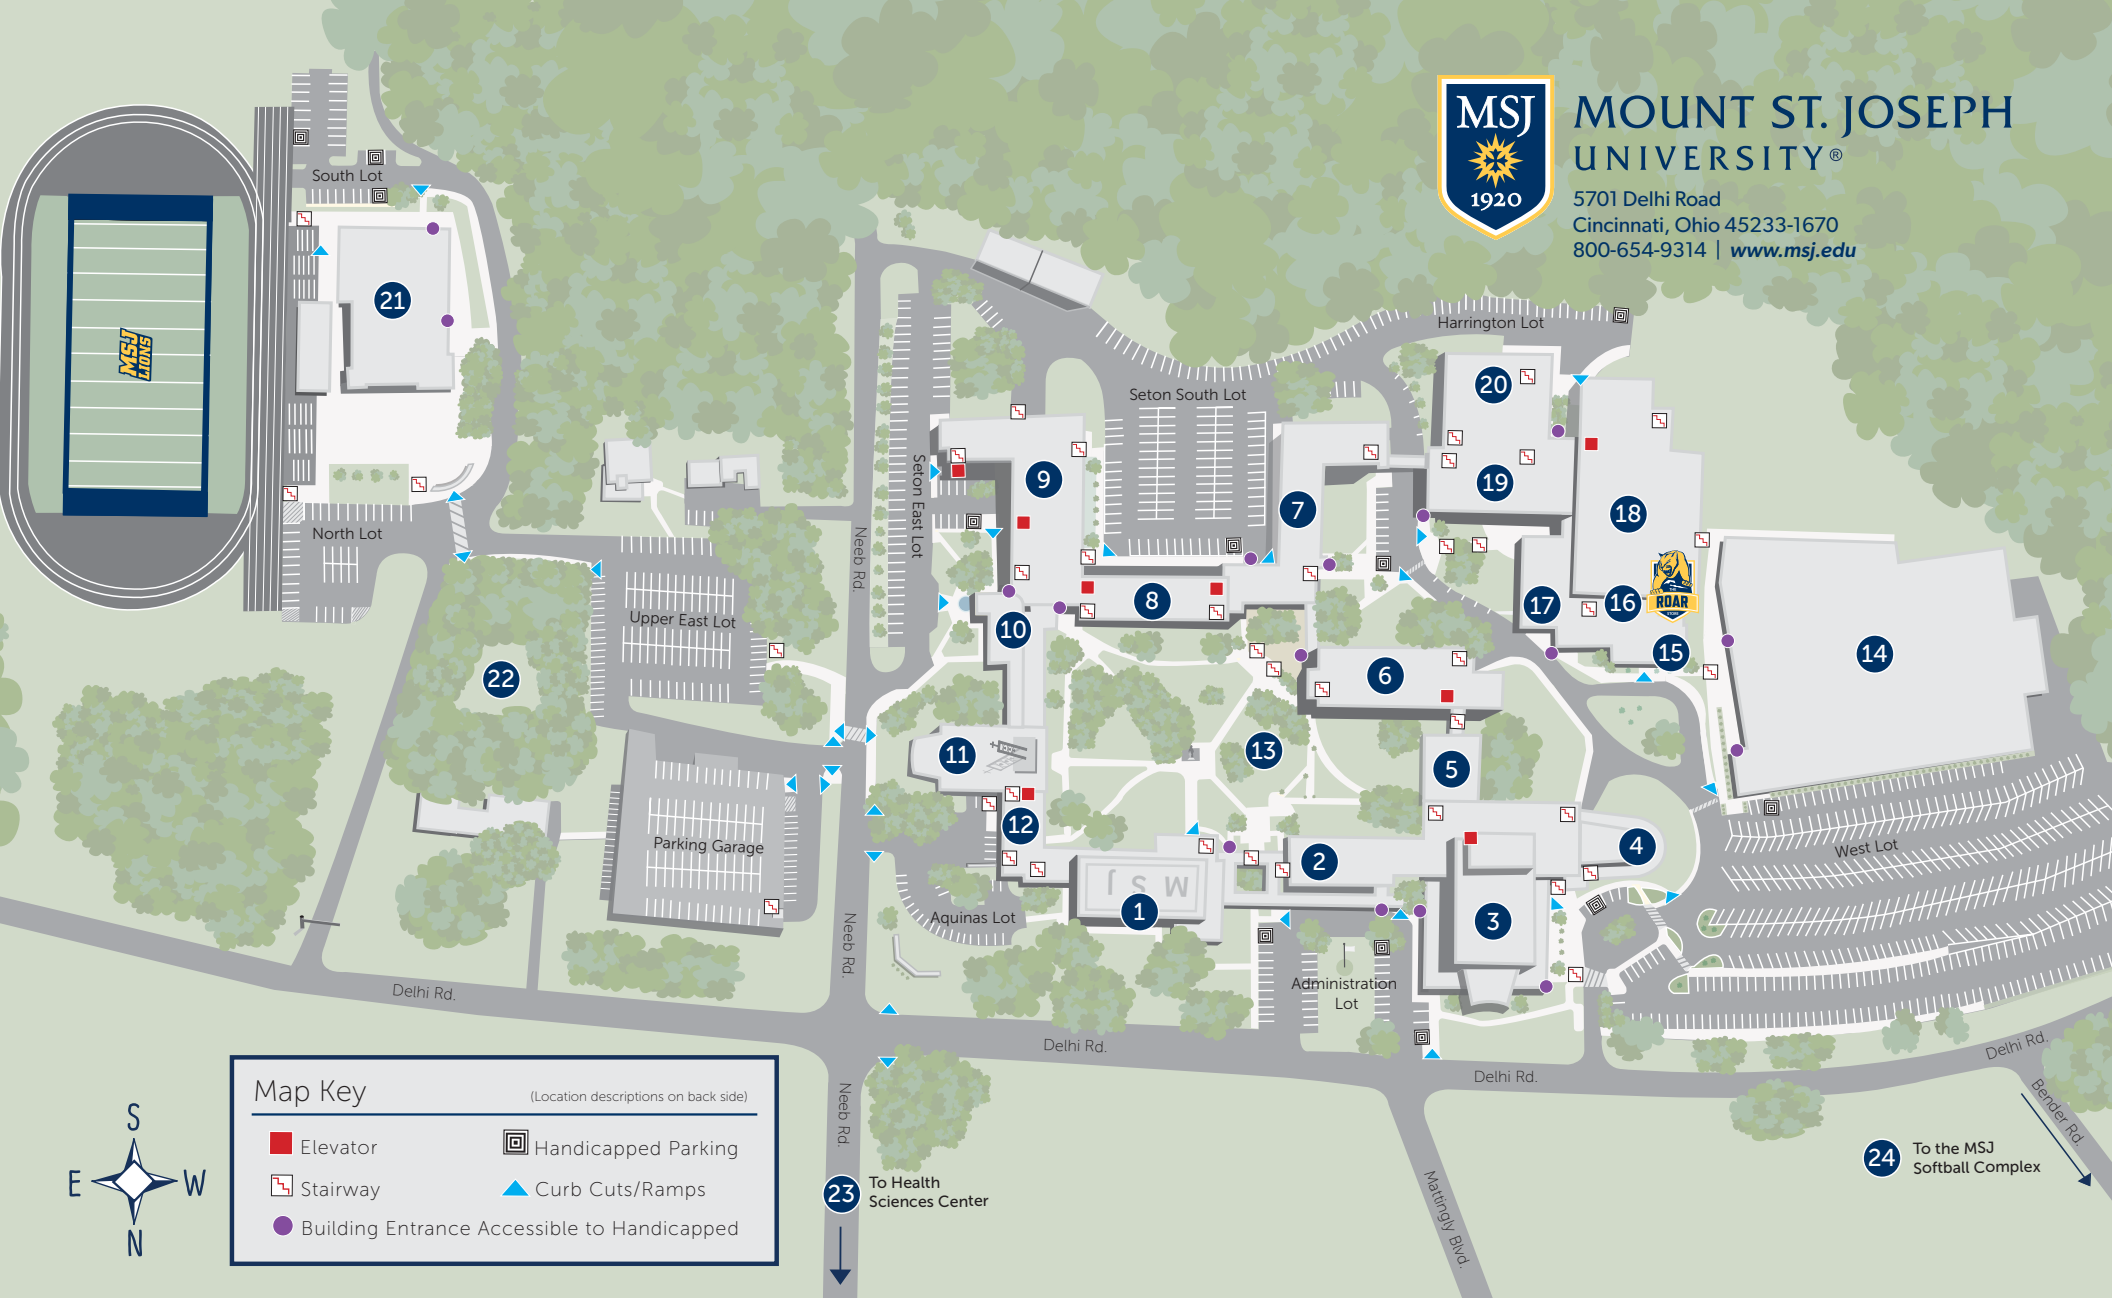 MSJ
1920
MOUNT ST. JOSEPH
UNIVERSITY®
5701 Delhi Road
Cincinnati, Ohio 45233-1670
800-654-9314 | www.msj.edu
South Lot
21
MSJ
LIONS
North Lot
22
Upper East Lot
Parking Garage
Neeb Rd.
Seton East Lot
Seton South Lot
Harrington Lot
20
19
18
9
7
8
10
17
16
THE
ROAR
STORE
15
14
6
13
5
11
12
2
4
1
3
MSJ
West Lot
Aquinas Lot
Administration
Lot
Neeb Rd.
Delhi Rd.
Delhi Rd.
Delhi Rd.
Delhi Rd.
Bender Rd.
Mattingly Blvd.
Neeb Rd.
23
To Health
Sciences Center
24
To the MSJ
Softball Complex
S
E
W
N
Map Key
(Location descriptions on back side)
Elevator
Handicapped Parking
Stairway
Curb Cuts/Ramps
Building Entrance Accessible to Handicapped